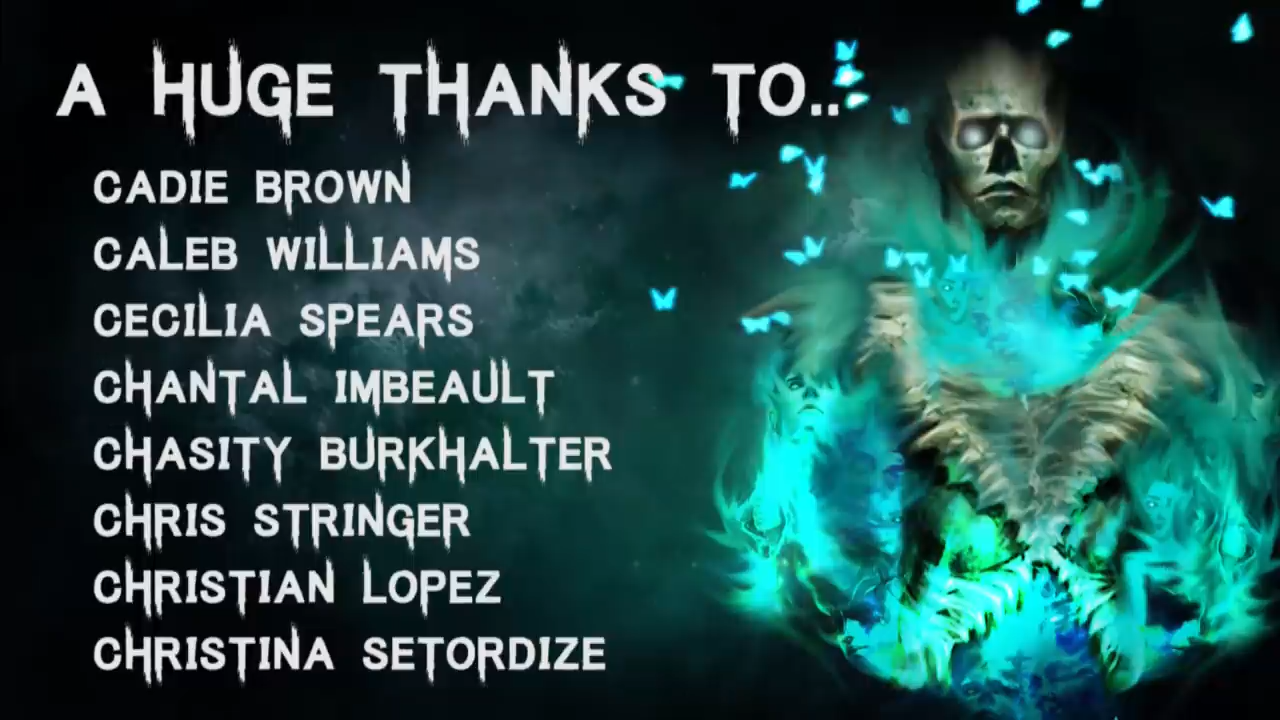 A HUGE THANKS TO..
CADIE BROWN
CALEB WILLIAMS
CECILIA SPEARS
CHANTAL IMBEAULT
CHASITY BURKHALTER
CHRIS STRINGER
CHRISTIAN LOPEZ
CHRISTINA SETORDIZE